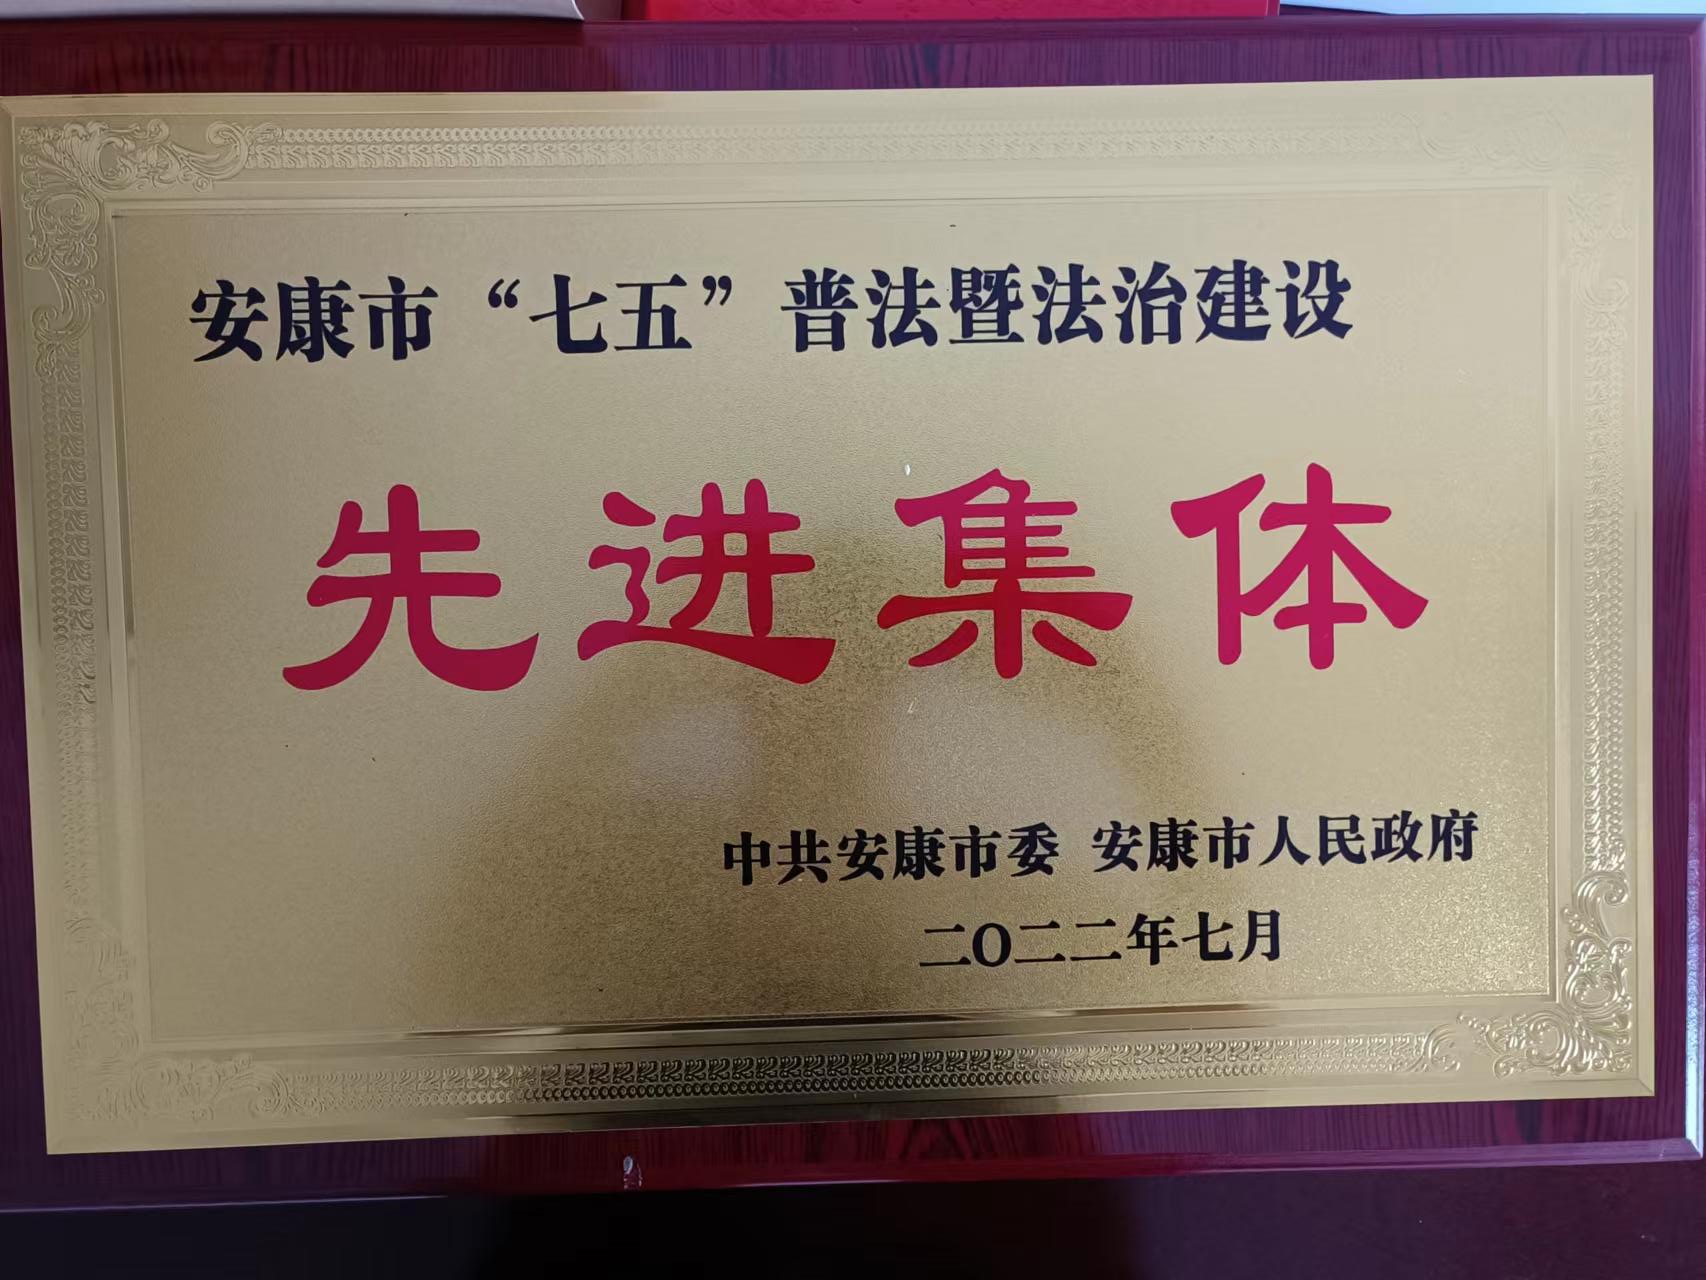 安康市“七五”普法暨法治建设
先进集体
中共安康市委 安康市人民政府
二〇二二年七月